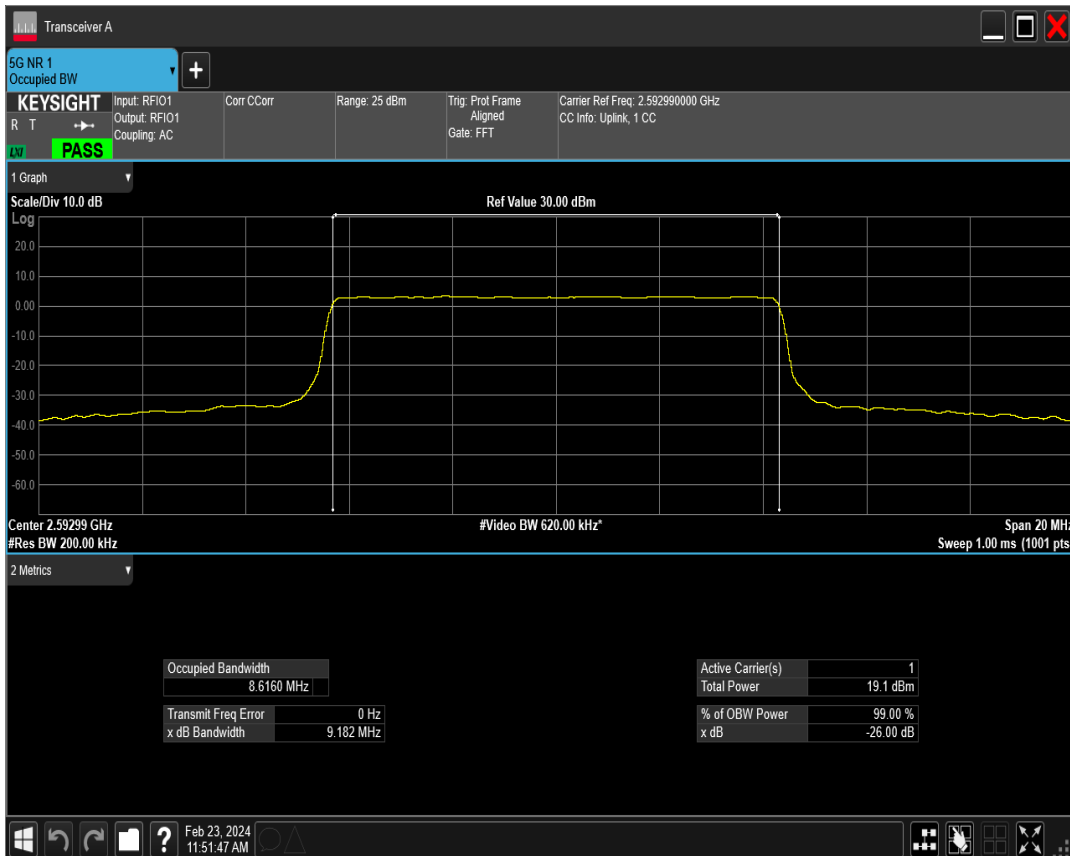 Transceiver A
5G NR 1
Occupied BW
KEYSIGHT
R T
LXI
PASS
Input: RFIO1
Output: RFIO1
Coupling: AC
Corr CCorr
Range: 25 dBm
Trig: Prot Frame
Aligned
Gate: FFT
Carrier Ref Freq: 2.592990000 GHz
CC Info: Uplink, 1 CC
1 Graph
Scale/Div 10.0 dB
Ref Value 30.00 dBm
Log
20.0
10.0
0.00
-10.0
-20.0
-30.0
-40.0
-50.0
-60.0
Center 2.59299 GHz
#Video BW 620.00 kHz*
Span 20 MHz
#Res BW 200.00 kHz
Sweep 1.00 ms (1001 pts
2 Metrics
Occupied Bandwidth
8.6160 MHz
Transmit Freq Error 0 Hz
x dB Bandwidth 9.182 MHz
Active Carrier(s) 1
Total Power 19.1 dBm
% of OBW Power 99.00 %
x dB -26.00 dB
?
Feb 23, 2024
11:51:47 AM